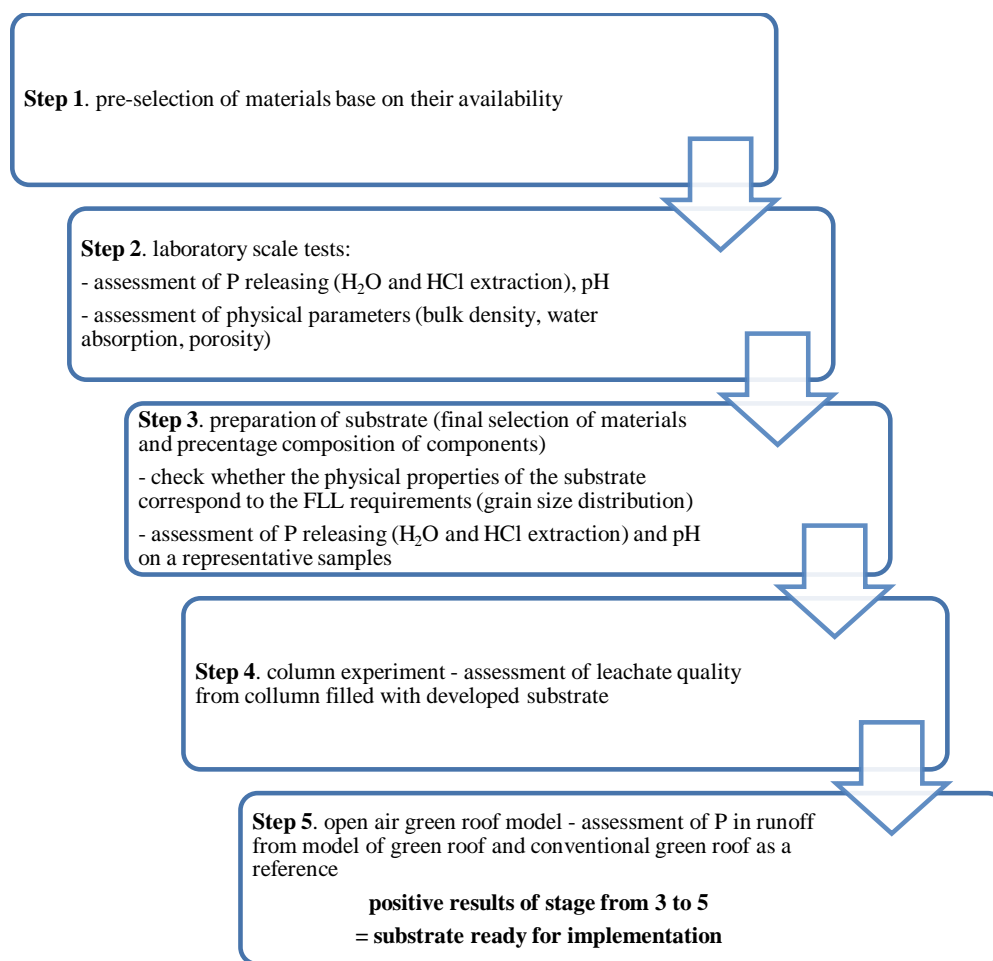 Step 1. pre-selection of materials base on their availability
Step 2. laboratory scale tests:
- assessment of P releasing (H₂O and HCl extraction), pH
- assessment of physical parameters (bulk density, water
absorption, porosity)
Step 3. preparation of substrate (final selection of materials
and precentage composition of components)
- check whether the physical properties of the substrate
correspond to the FLL requirements (grain size distribution)
- assessment of P releasing (H₂O and HCl extraction) and pH
on a representative samples
Step 4. column experiment - assessment of leachate quality
from collumn filled with developed substrate
Step 5. open air green roof model - assessment of P in runoff
from model of green roof and conventional green roof as a
reference
positive results of stage from 3 to 5
= substrate ready for implementation